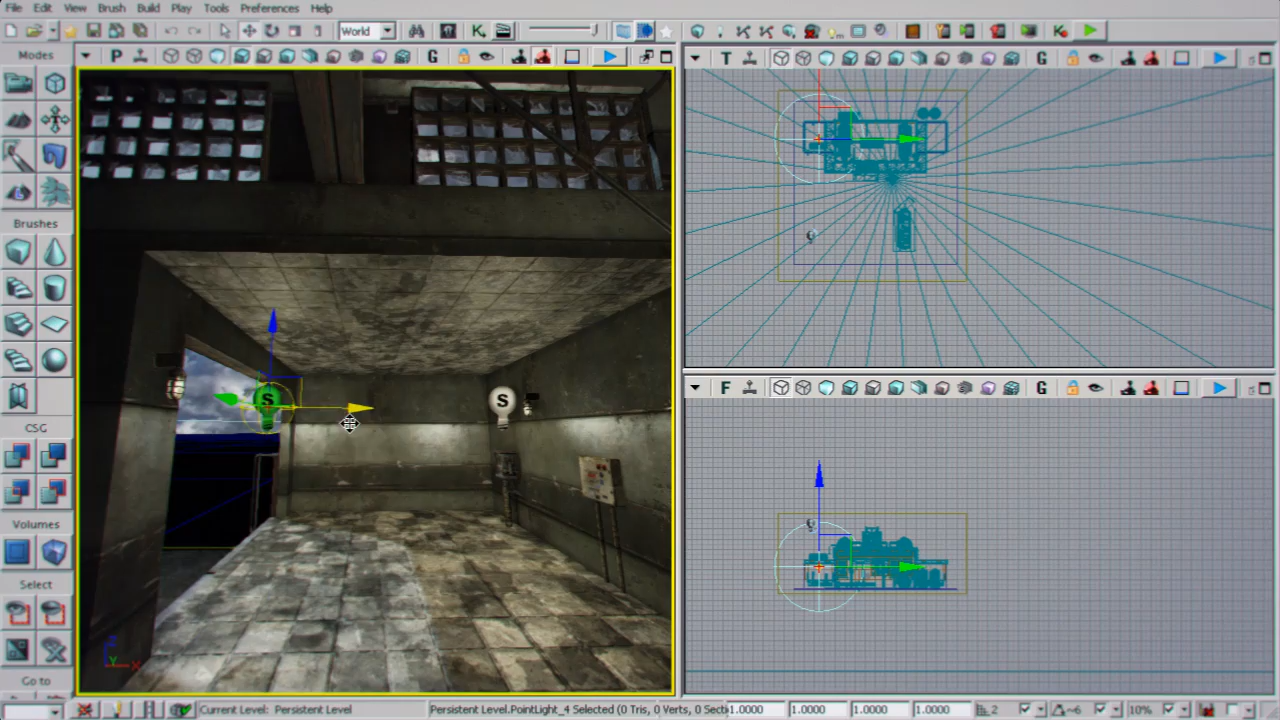 File Edit View Brush Build Play Tools Preferences Help
World
Modes
P
G
T
G
Brushes
S
S
F
G
CSG
Volumes
Select
Z
Y X
Go to
Current Level: Persistent Level
Persistent Level.PointLight_4 Selected (0 Tris, 0 Verts, 0 Secti
1.0000
1.0000
1.0000
1.0000
2
6
10%